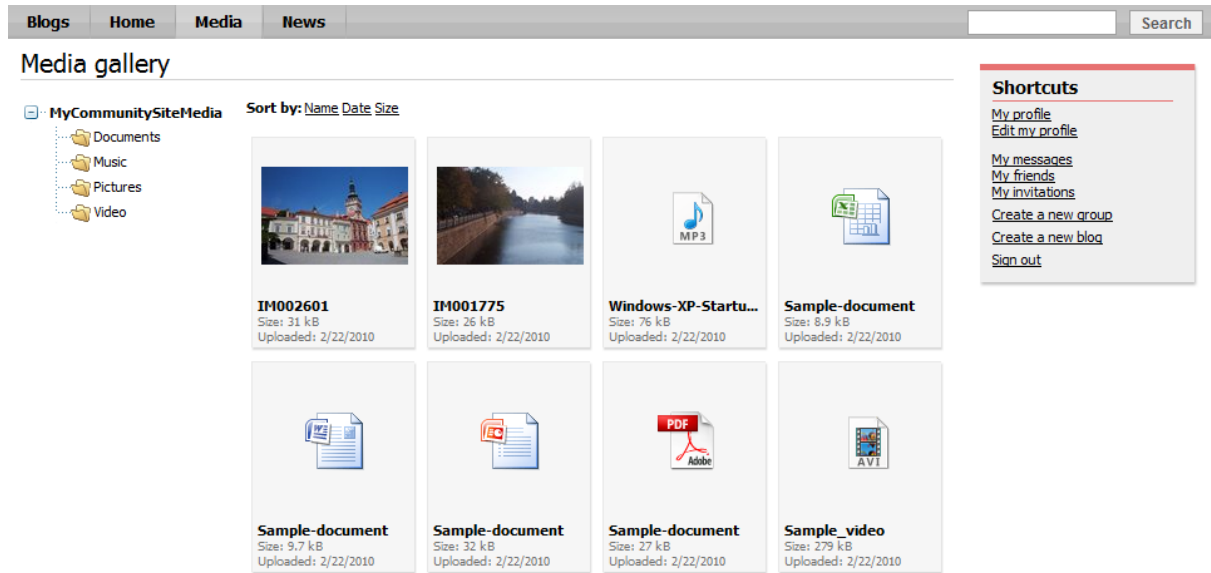 Blogs Home Media News Search
Media gallery
MyCommunitySiteMedia
Documents
Music
Pictures
Video
Sort by: Name Date Size
IM002601
Size: 31 kB
Uploaded: 2/22/2010
IM001775
Size: 26 kB
Uploaded: 2/22/2010
MP3
Windows-XP-Startu...
Size: 76 kB
Uploaded: 2/22/2010
Sample-document
Size: 8.9 kB
Uploaded: 2/22/2010
Sample-document
Size: 9.7 kB
Uploaded: 2/22/2010
Sample-document
Size: 32 kB
Uploaded: 2/22/2010
PDF
Adobe
Sample-document
Size: 27 kB
Uploaded: 2/22/2010
AVI
Sample_video
Size: 279 kB
Uploaded: 2/22/2010
Shortcuts
My profile
Edit my profile
My messages
My friends
My invitations
Create a new group
Create a new blog
Sign out